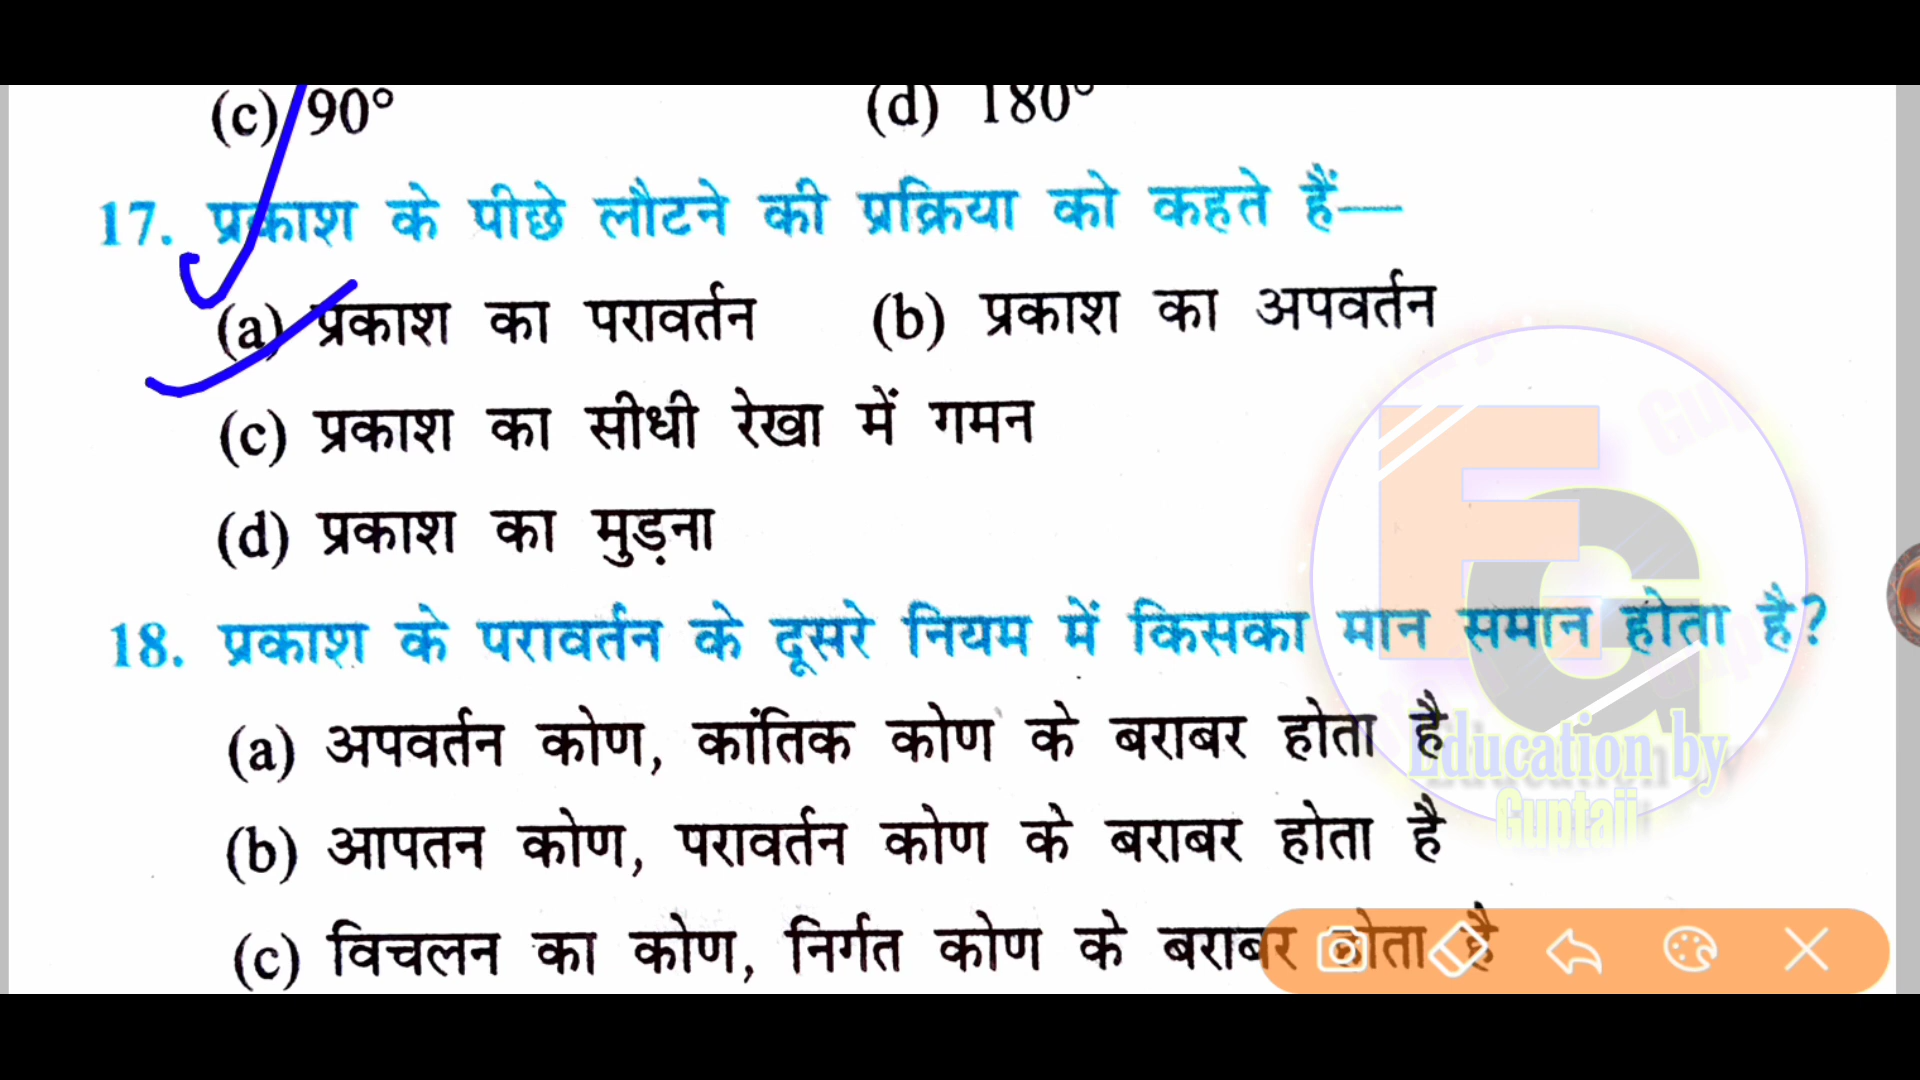 (c) 90° (d) 180°
17. प्रकाश के पीछे लौटने की प्रक्रिया को कहते हैं—
(a) प्रकाश का परावर्तन (b) प्रकाश का अपवर्तन
(c) प्रकाश का सीधी रेखा में गमन
(d) प्रकाश का मुड़ना
18. प्रकाश के परावर्तन के दूसरे नियम में किसका मान समान होता है?
(a) अपवर्तन कोण, कांतिक कोण के बराबर होता है
(b) आपतन कोण, परावर्तन कोण के बराबर होता है
(c) विचलन का कोण, निर्गत कोण के बराबर होता है
EG
Education by
Guptaji